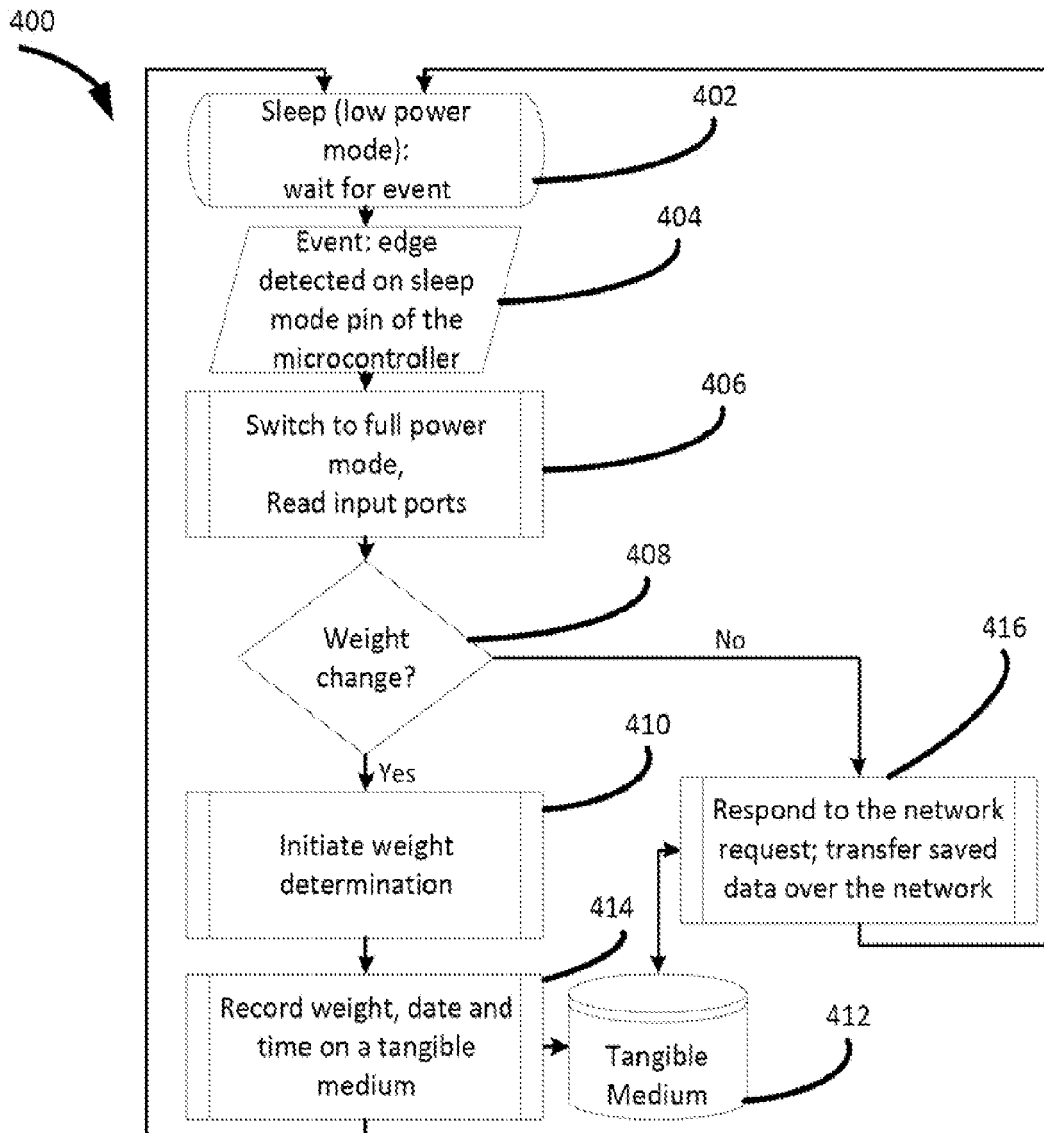 400
402
Sleep (low power
mode):
wait for event
404
Event: edge
detected on sleep
mode pin of the
microcontroller
406
Switch to full power
mode,
Read input ports
408
Weight
change?
No
416
410
Yes
Initiate weight
determination
Respond to the network
request; transfer saved
data over the network
414
Record weight, date and
time on a tangible
medium
412
Tangible
Medium